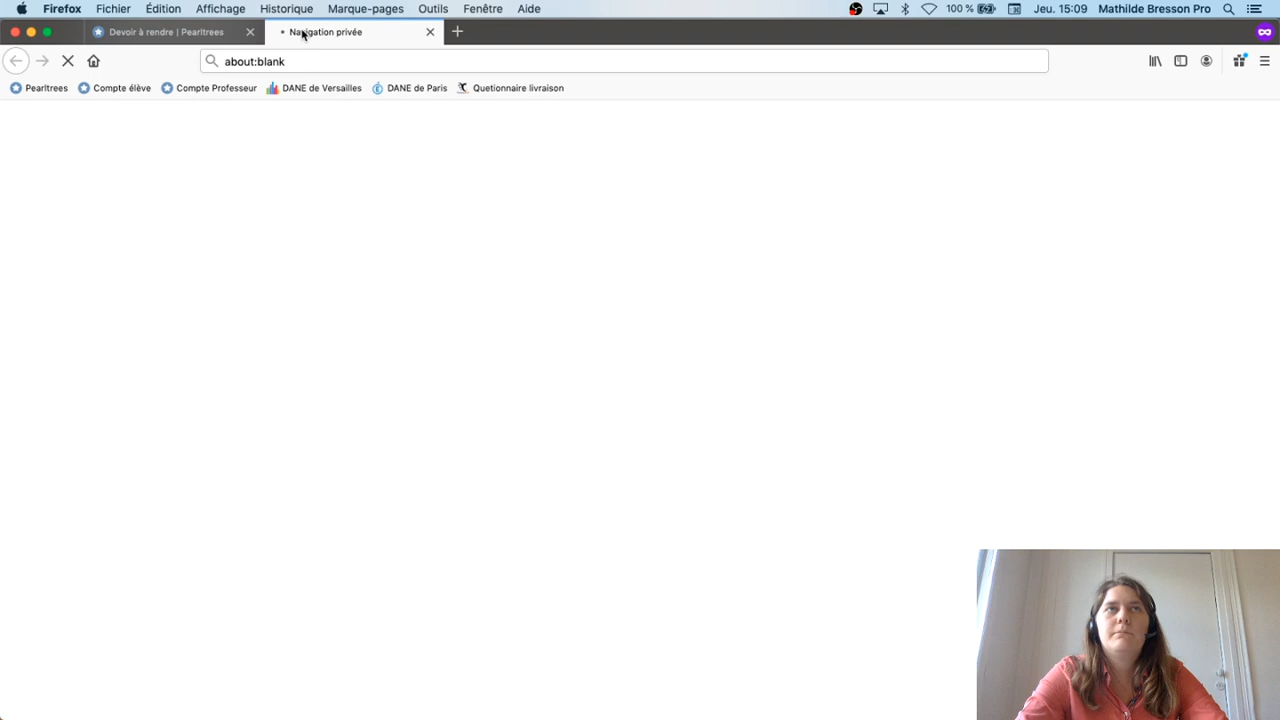 Firefox Fichier Édition Affichage Historique Marque-pages Outils Fenêtre Aide 100 % Jeu. 15:09 Mathilde Bresson Pro
Devoir à rendre | Pearltrees Navigation privée
about:blank
Pearltrees Compte élève Compte Professeur DANE de Versailles DANE de Paris Quetionnaire livraison